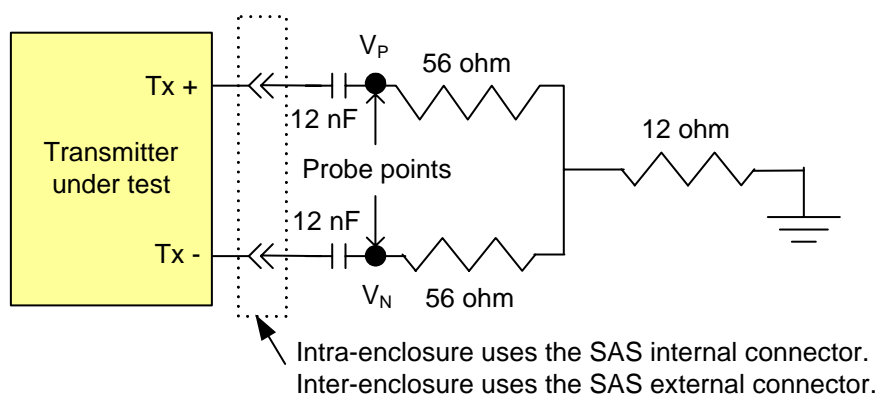 V_P
56 ohm
Tx +
12 nF
12 ohm
Transmitter
under test
Probe points
12 nF
Tx -
V_N
56 ohm
Intra-enclosure uses the SAS internal connector.
Inter-enclosure uses the SAS external connector.